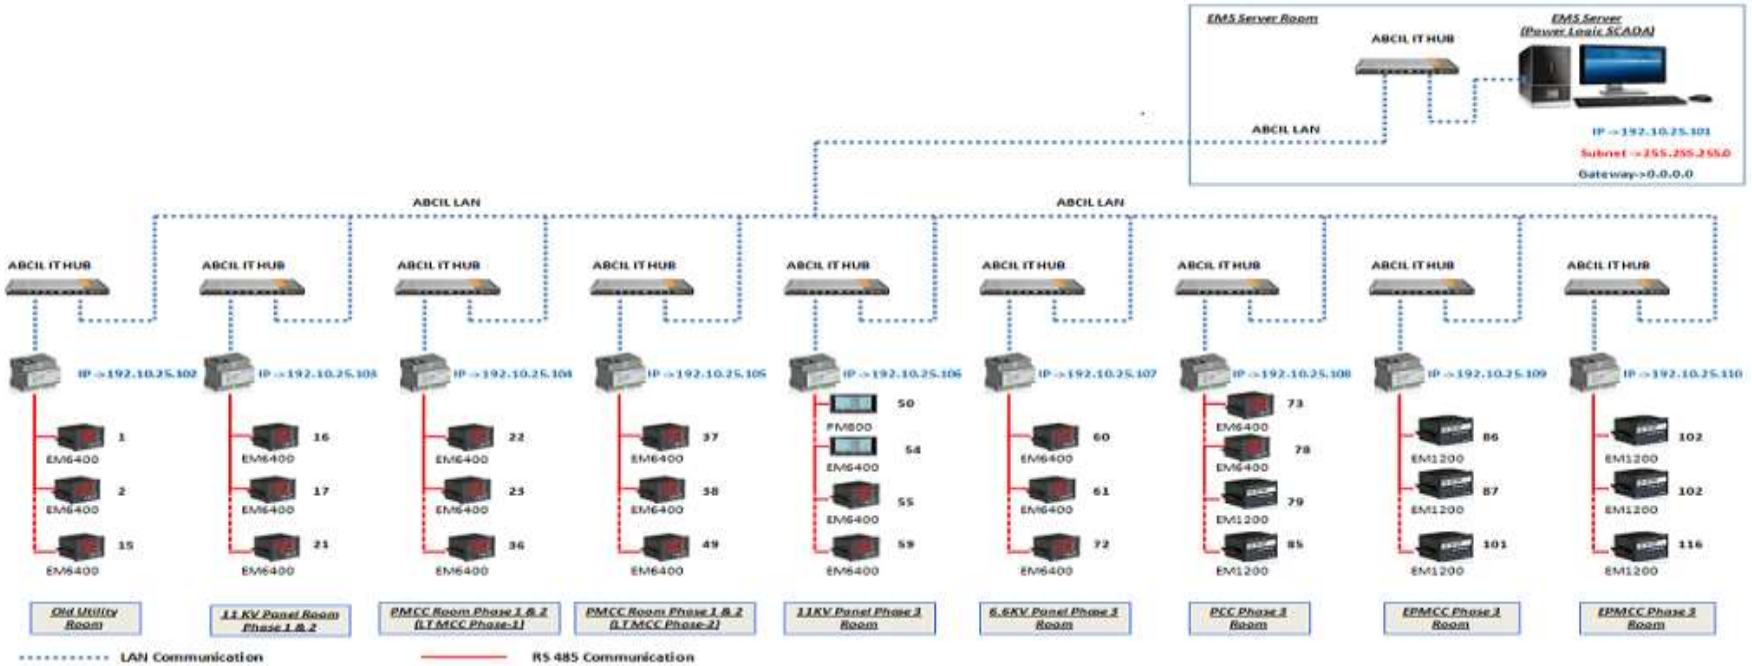 EMS Server Room
EMS Server
(Power Logic SCADA)
ABCIL IT HUB
ABCIL LAN
IP ->192.10.25.101
Subnet ->255.255.255.0
Gateway->0.0.0.0
ABCIL LAN
ABCIL LAN
ABCIL IT HUB
ABCIL IT HUB
ABCIL IT HUB
ABCIL IT HUB
ABCIL IT HUB
ABCIL IT HUB
ABCIL IT HUB
ABCIL IT HUB
ABCIL IT HUB
IP ->192.10.25.102
IP ->192.10.25.103
IP ->192.10.25.104
IP ->192.10.25.105
IP ->192.10.25.106
IP ->192.10.25.107
IP ->192.10.25.108
IP ->192.10.25.109
IP ->192.10.25.110
1
EM6400
2
EM6400
15
EM6400
16
EM6400
17
EM6400
21
EM6400
22
EM6400
23
EM6400
36
EM6400
37
EM6400
38
EM6400
49
EM6400
50
PM800
54
EM6400
55
EM6400
59
EM6400
60
EM6400
61
EM6400
72
EM6400
73
EM6400
78
EM6400
79
EM1200
85
EM1200
86
EM1200
87
EM1200
101
EM1200
102
EM1200
102
EM1200
116
EM1200
Old Utility
Room
11 KV Panel Room
Phase 1 & 2
PMCC Room Phase 1 & 2
(LT MCC Phase-1)
PMCC Room Phase 1 & 2
(LT MCC Phase-2)
11KV Panel Phase 3
Room
6.6KV Panel Phase 3
Room
PCC Phase 3
Room
EPMCC Phase 3
Room
EPMCC Phase 3
Room
LAN Communication
RS 485 Communication